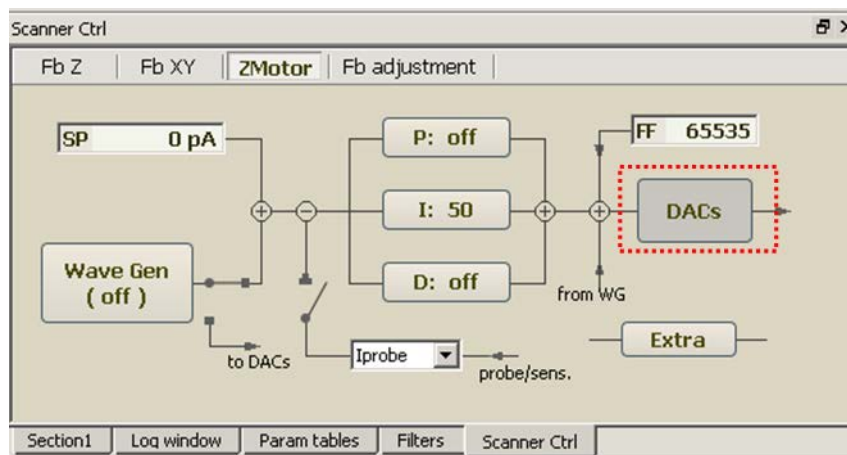 Scanner Ctrl
Fb Z Fb XY ZMotor Fb adjustment
SP 0 pA
P: off
FF 65535
I: 50
DACs
Wave Gen
( off )
D: off
from WG
to DACs
Iprobe
probe/sens.
Extra
Section1 Log window Param tables Filters Scanner Ctrl